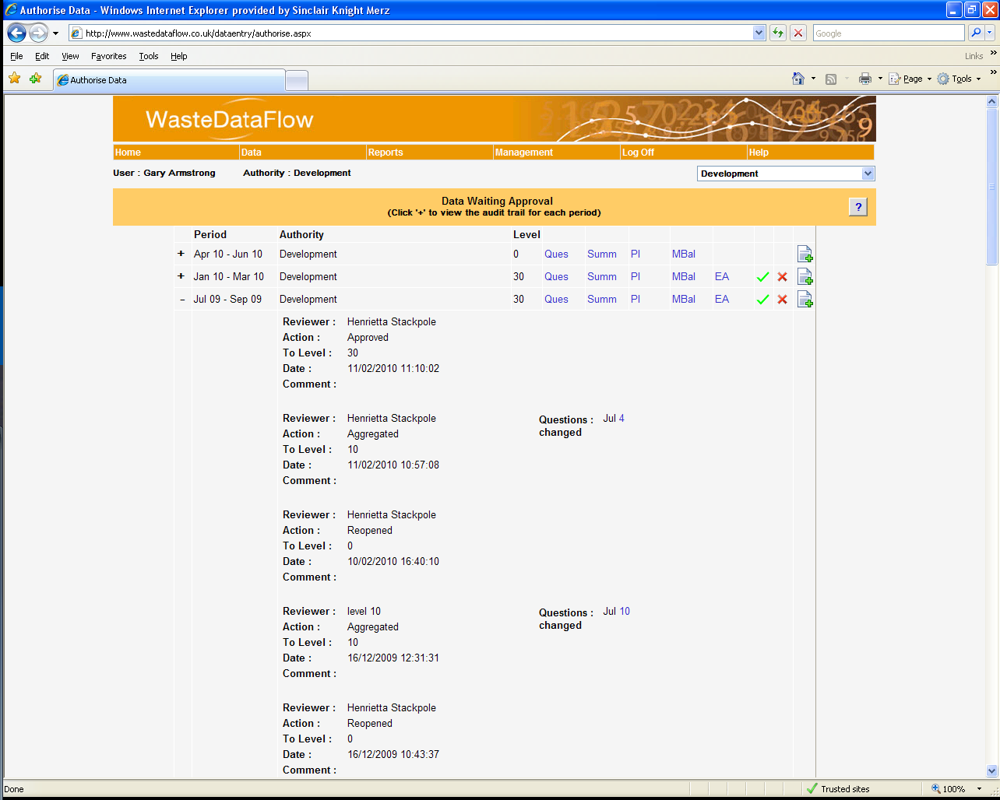 Authorise Data - Windows Internet Explorer provided by Sinclair Knight Merz
http://www.wastedataflow.co.uk/dataentry/authorise.aspx
Google
File Edit View Favorites Tools Help
Links
Authorise Data
Page Tools
WasteDataFlow
Home Data Reports Management Log Off Help
User : Gary Armstrong Authority : Development Development
Data Waiting Approval
(Click '+' to view the audit trail for each period)
?
Period Authority Level
+ Apr 10 - Jun 10 Development 0 Ques Summ PI MBal
+ Jan 10 - Mar 10 Development 30 Ques Summ PI MBal EA
– Jul 09 - Sep 09 Development 30 Ques Summ PI MBal EA
Reviewer : Henrietta Stackpole
Action : Approved
To Level : 30
Date : 11/02/2010 11:10:02
Comment :
Reviewer : Henrietta Stackpole Questions : Jul 4
Action : Aggregated changed
To Level : 10
Date : 11/02/2010 10:57:08
Comment :
Reviewer : Henrietta Stackpole
Action : Reopened
To Level : 0
Date : 10/02/2010 16:40:10
Comment :
Reviewer : level 10 Questions : Jul 10
Action : Aggregated changed
To Level : 10
Date : 16/12/2009 12:31:31
Comment :
Reviewer : Henrietta Stackpole
Action : Reopened
To Level : 0
Date : 16/12/2009 10:43:37
Comment :
Done Trusted sites 100%